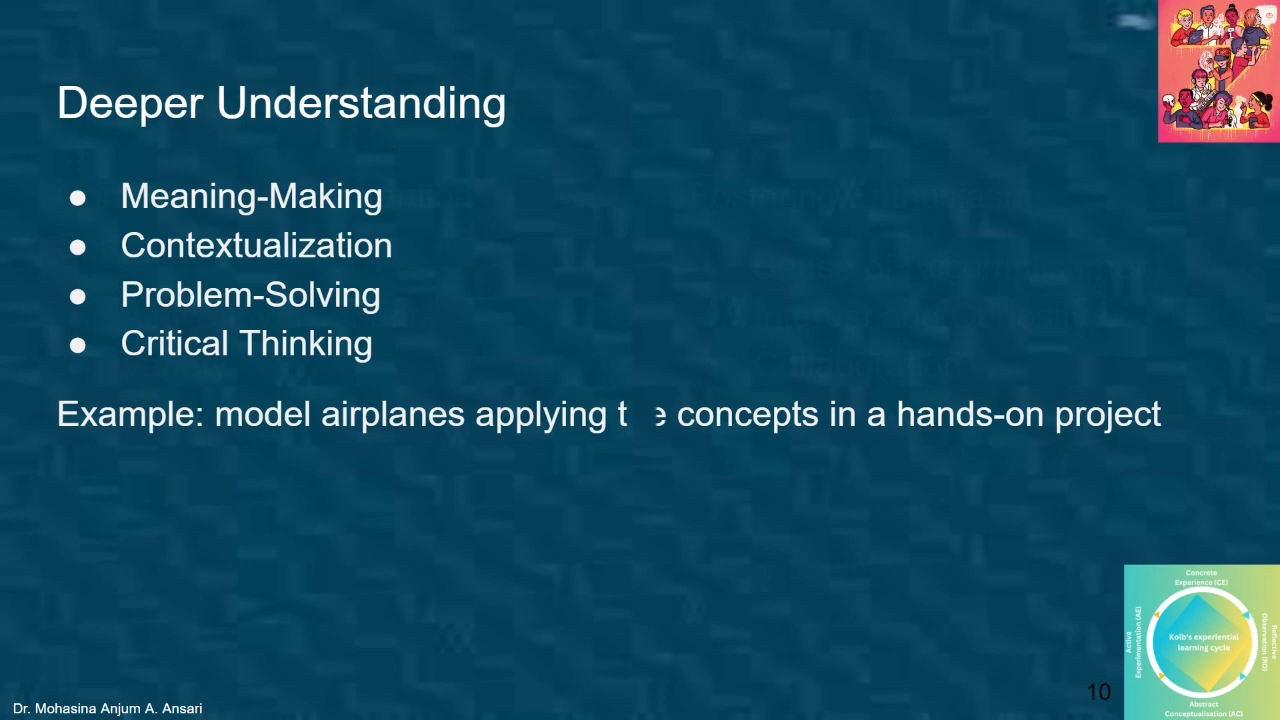 Deeper Understanding
● Meaning-Making
● Contextualization
● Problem-Solving
● Critical Thinking
Example: model airplanes applying concepts in a hands-on project
Concrete
Experience (CE)
Active
Experimentation (AE)
Kolb's experiential
learning cycle
Reflective
Observation (RO)
Abstract
Conceptualisation (AC)
10
Dr. Mohasina Anjum A. Ansari